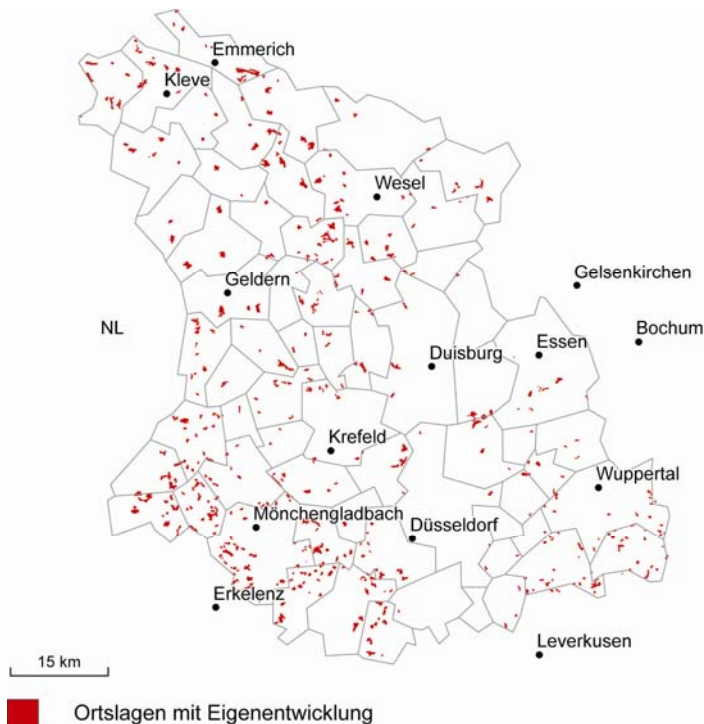 Emmerich
Kleve
Wesel
Geldern
Gelsenkirchen
NL
Bochum
Essen
Duisburg
Krefeld
Wuppertal
Mönchengladbach
Düsseldorf
Erkelenz
Leverkusen
15 km
Ortslagen mit Eigenentwicklung